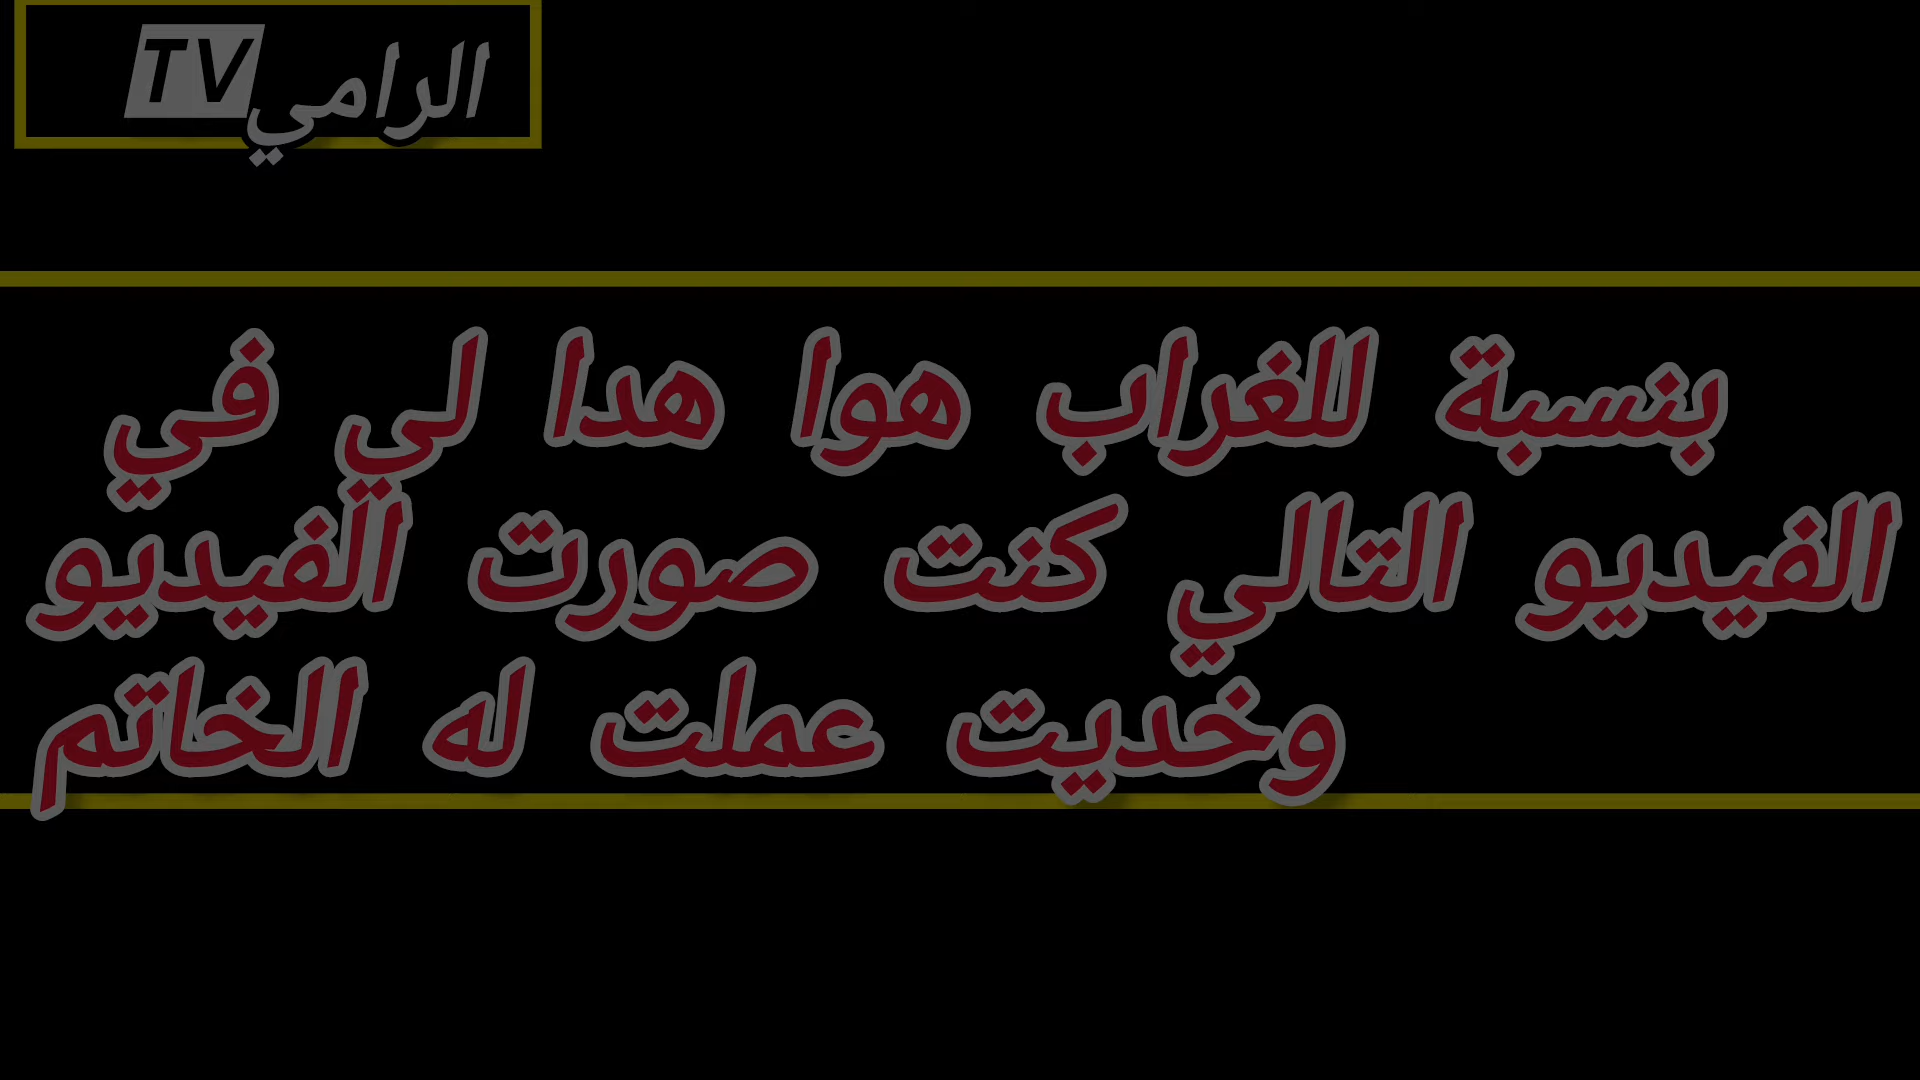 الرامي TV
بنسبة للغراب هوا هدا لي في
الفيديو التالي كنت صورت الفيديو
وخديت عملت له الخاتم